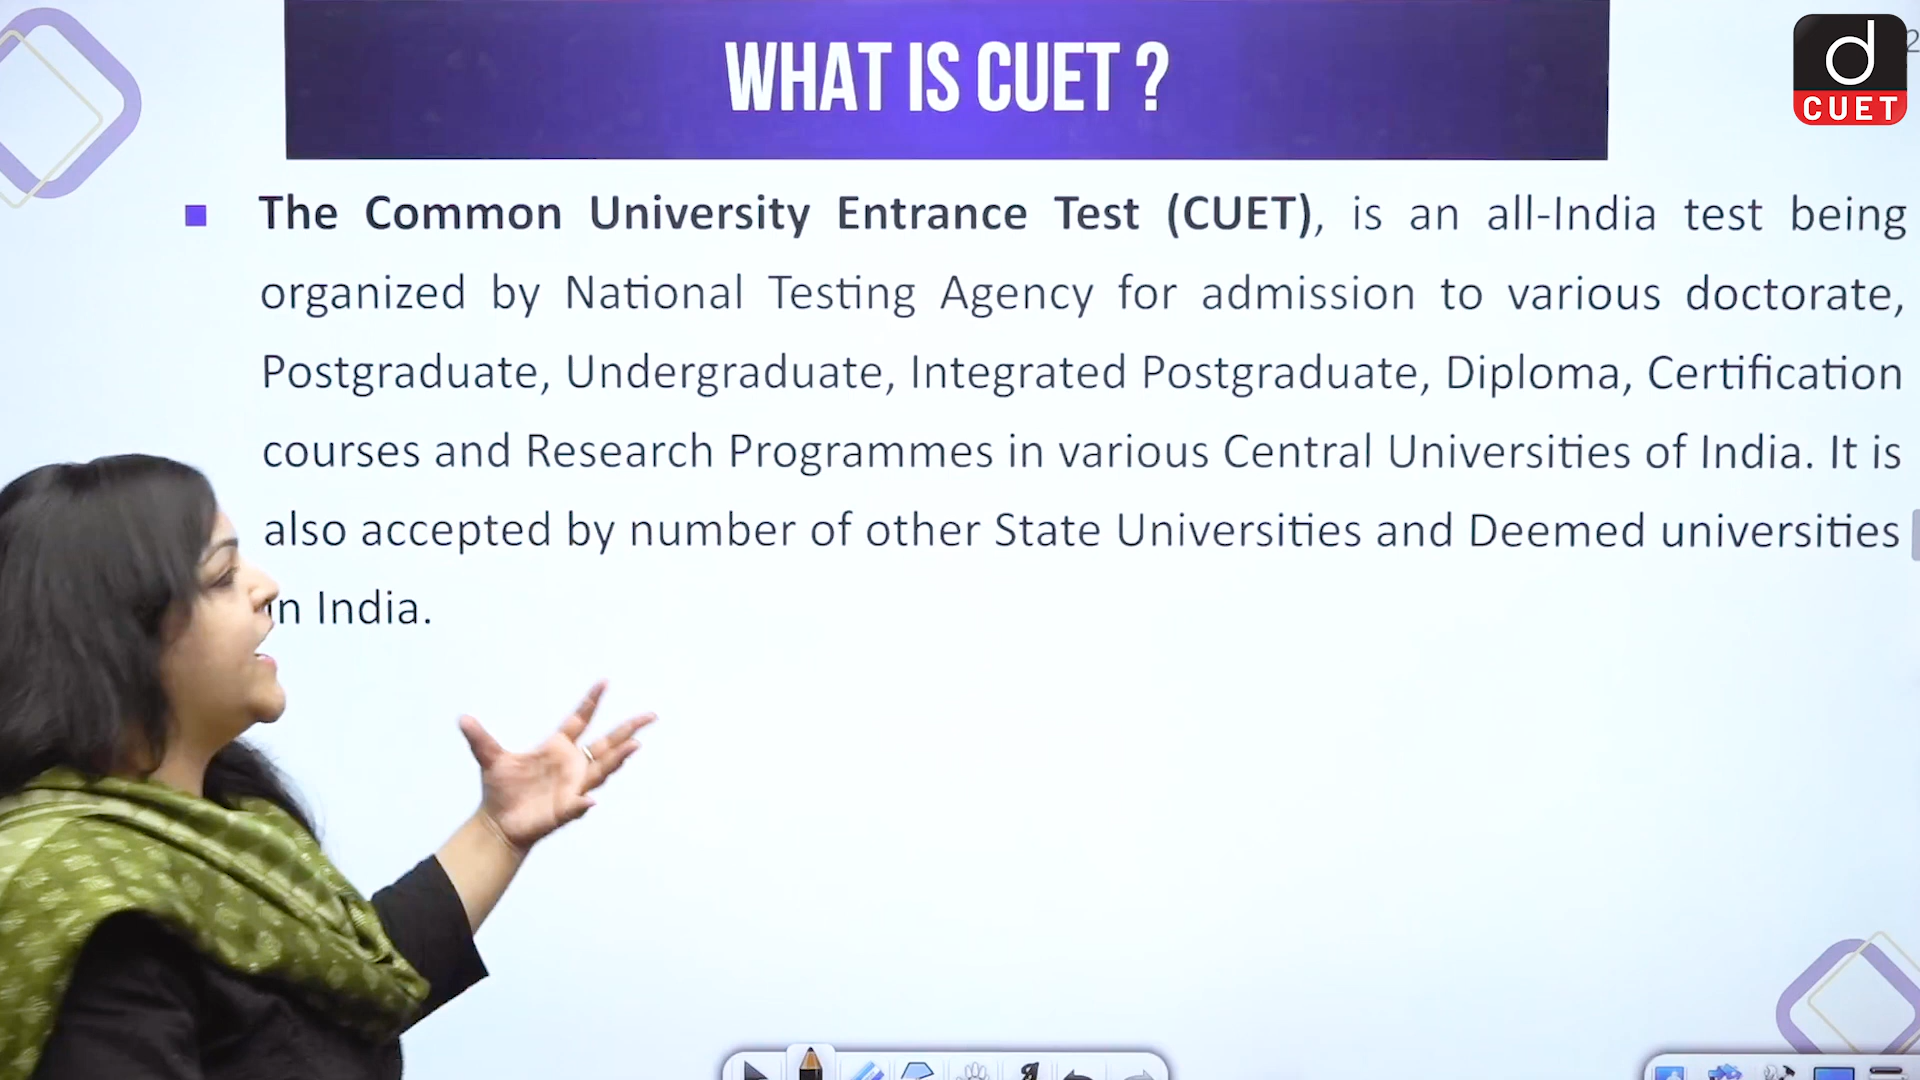 WHAT IS CUET ?
d
CUET
2
The Common University Entrance Test (CUET), is an all-India test being
organized by National Testing Agency for admission to various doctorate,
Postgraduate, Undergraduate, Integrated Postgraduate, Diploma, Certification
courses and Research Programmes in various Central Universities of India. It is
also accepted by number of other State Universities and Deemed universities
in India.